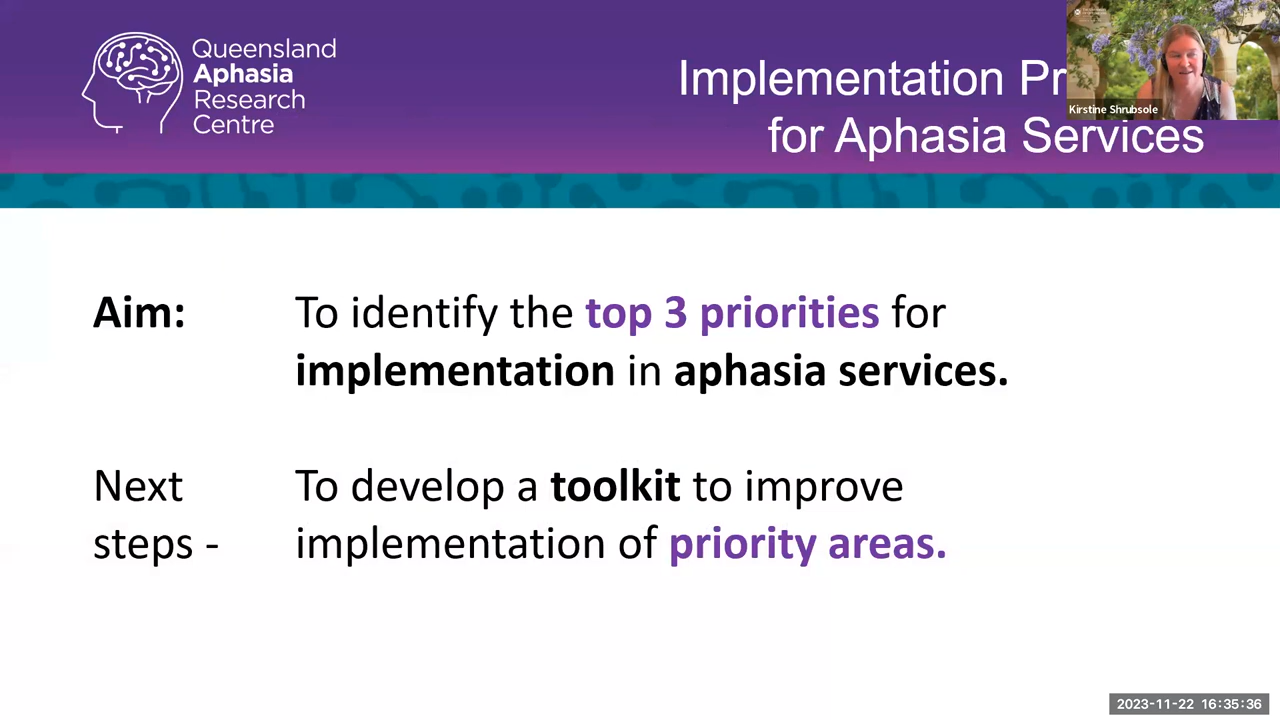 Queensland
Aphasia
Research
Centre
Implementation
for Aphasia Services
Kirstine Shrubsole
Aim: To identify the top 3 priorities for
implementation in aphasia services.
Next To develop a toolkit to improve
steps - implementation of priority areas.
2023-11-22 16:35:36